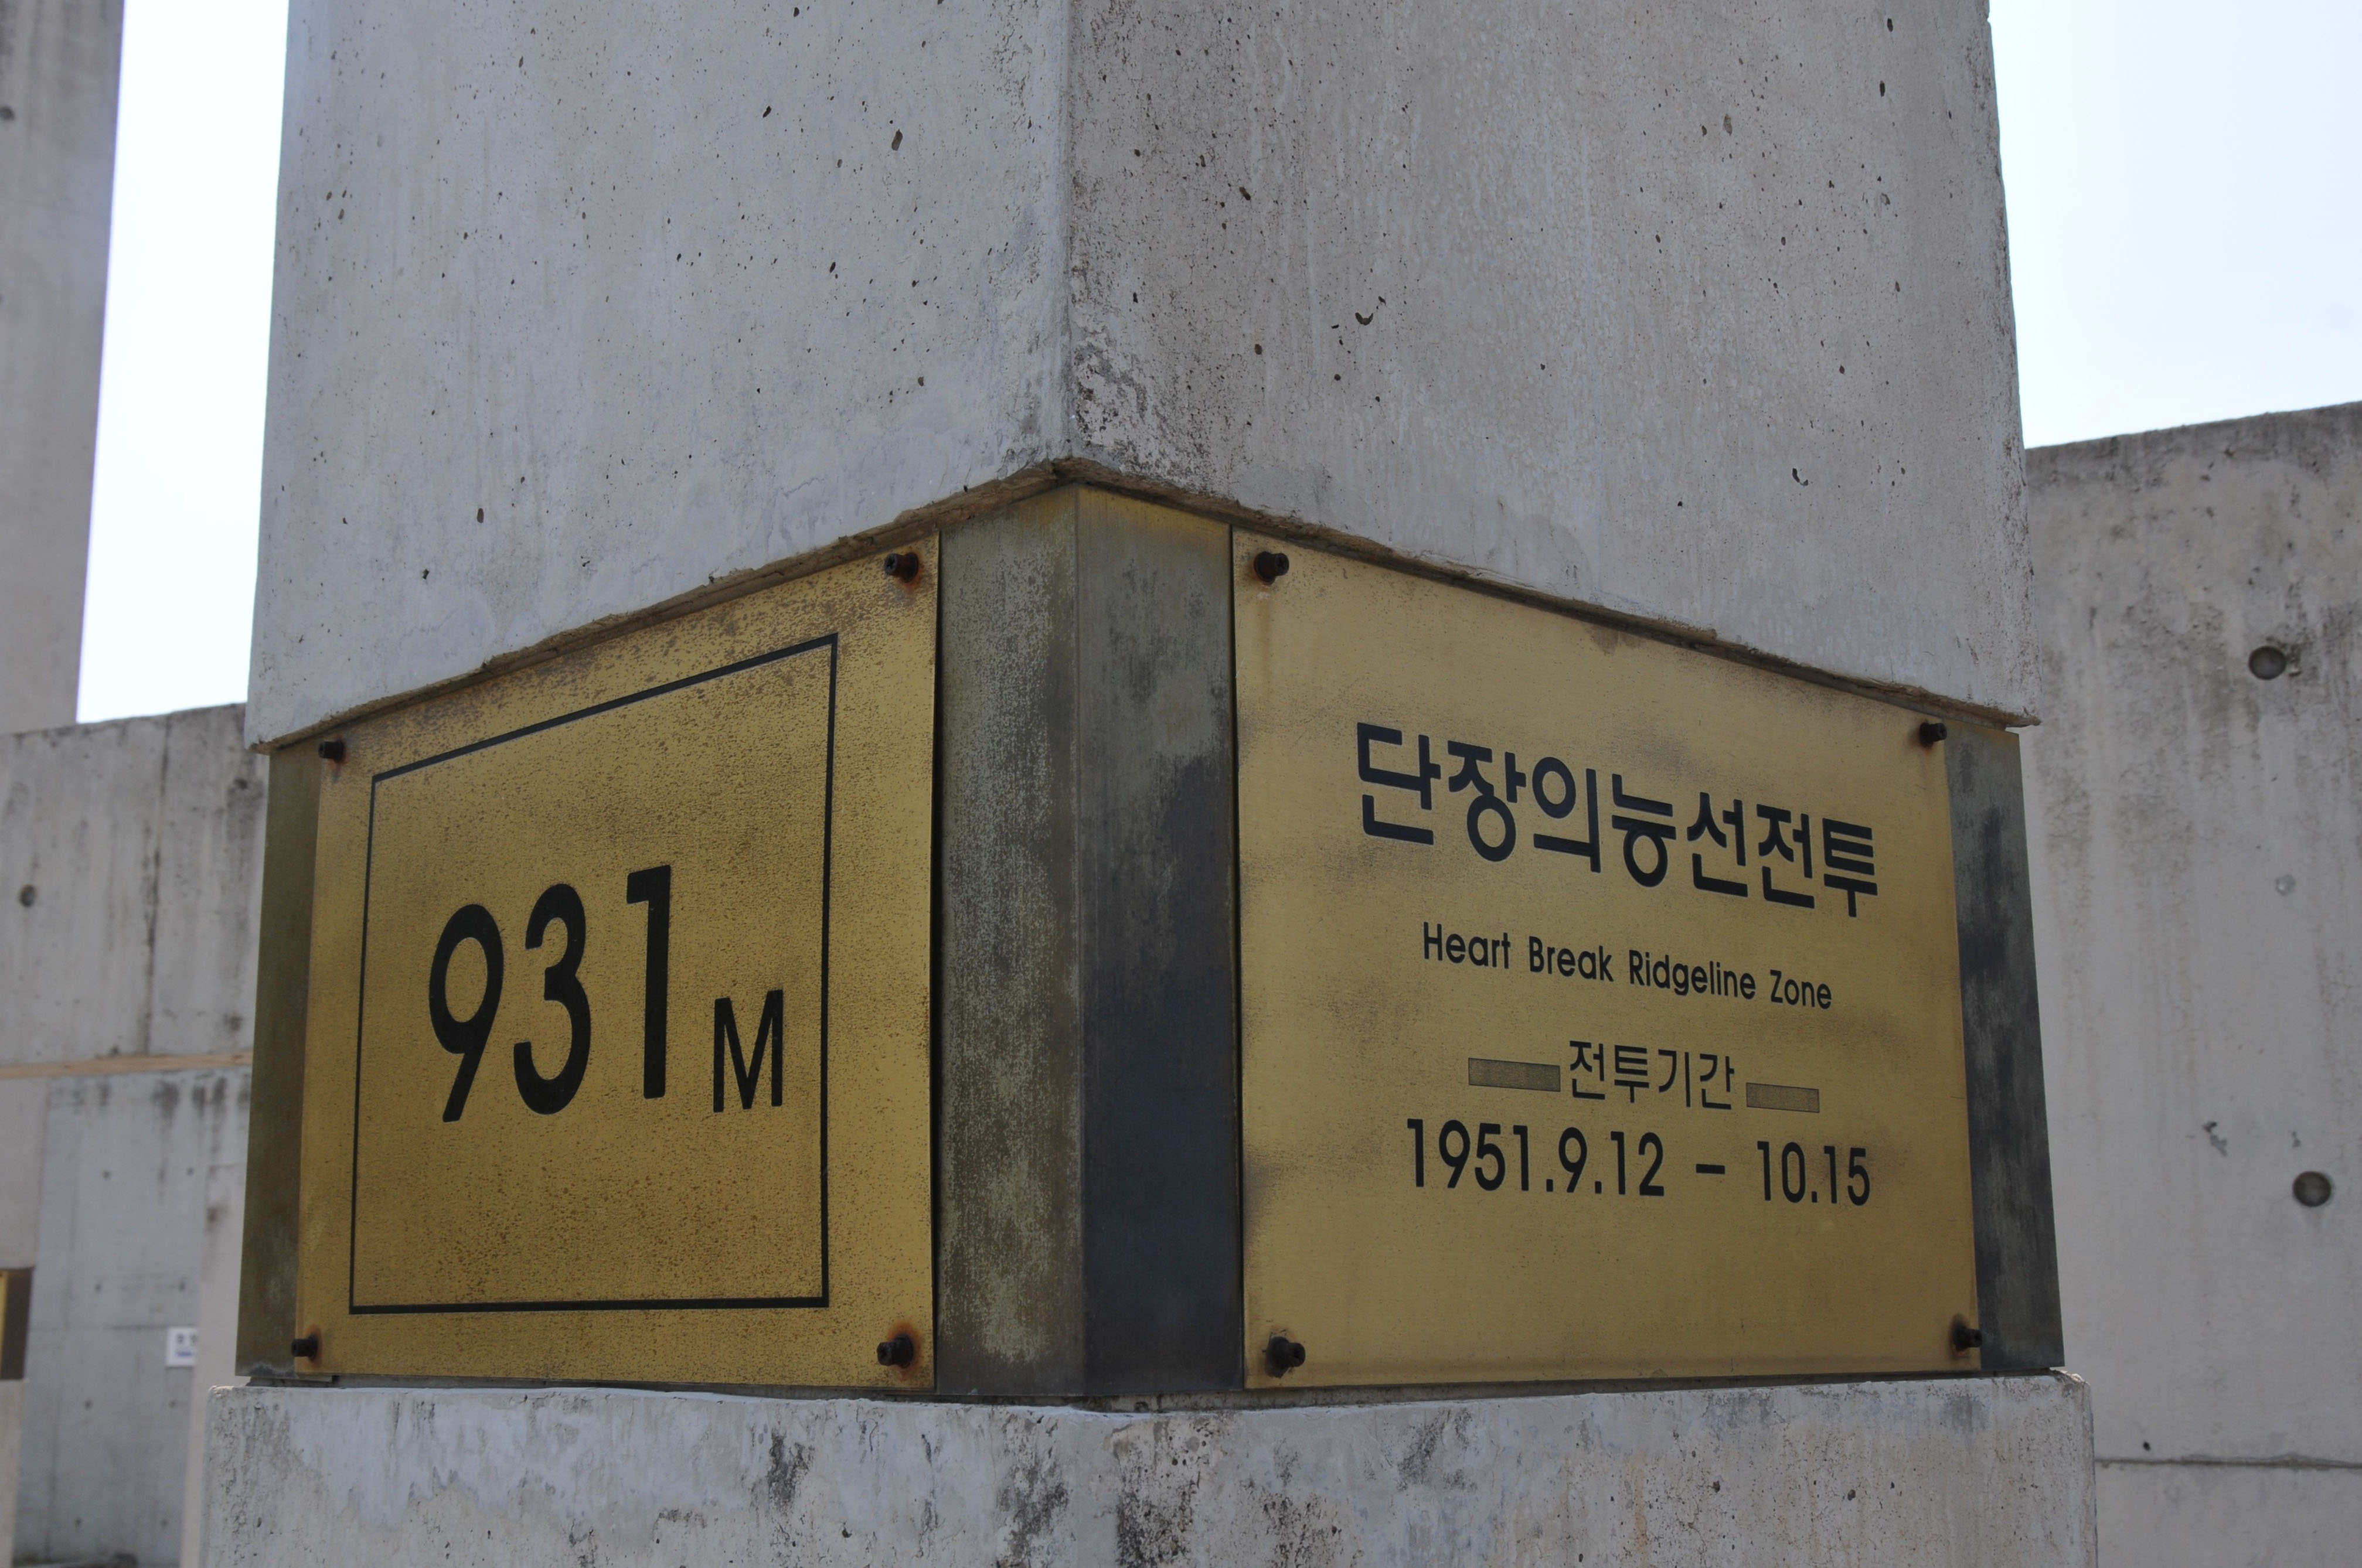 931 M
단장의능선전투
Heart Break Ridgeline Zone
전투기간
1951.9.12 – 10.15